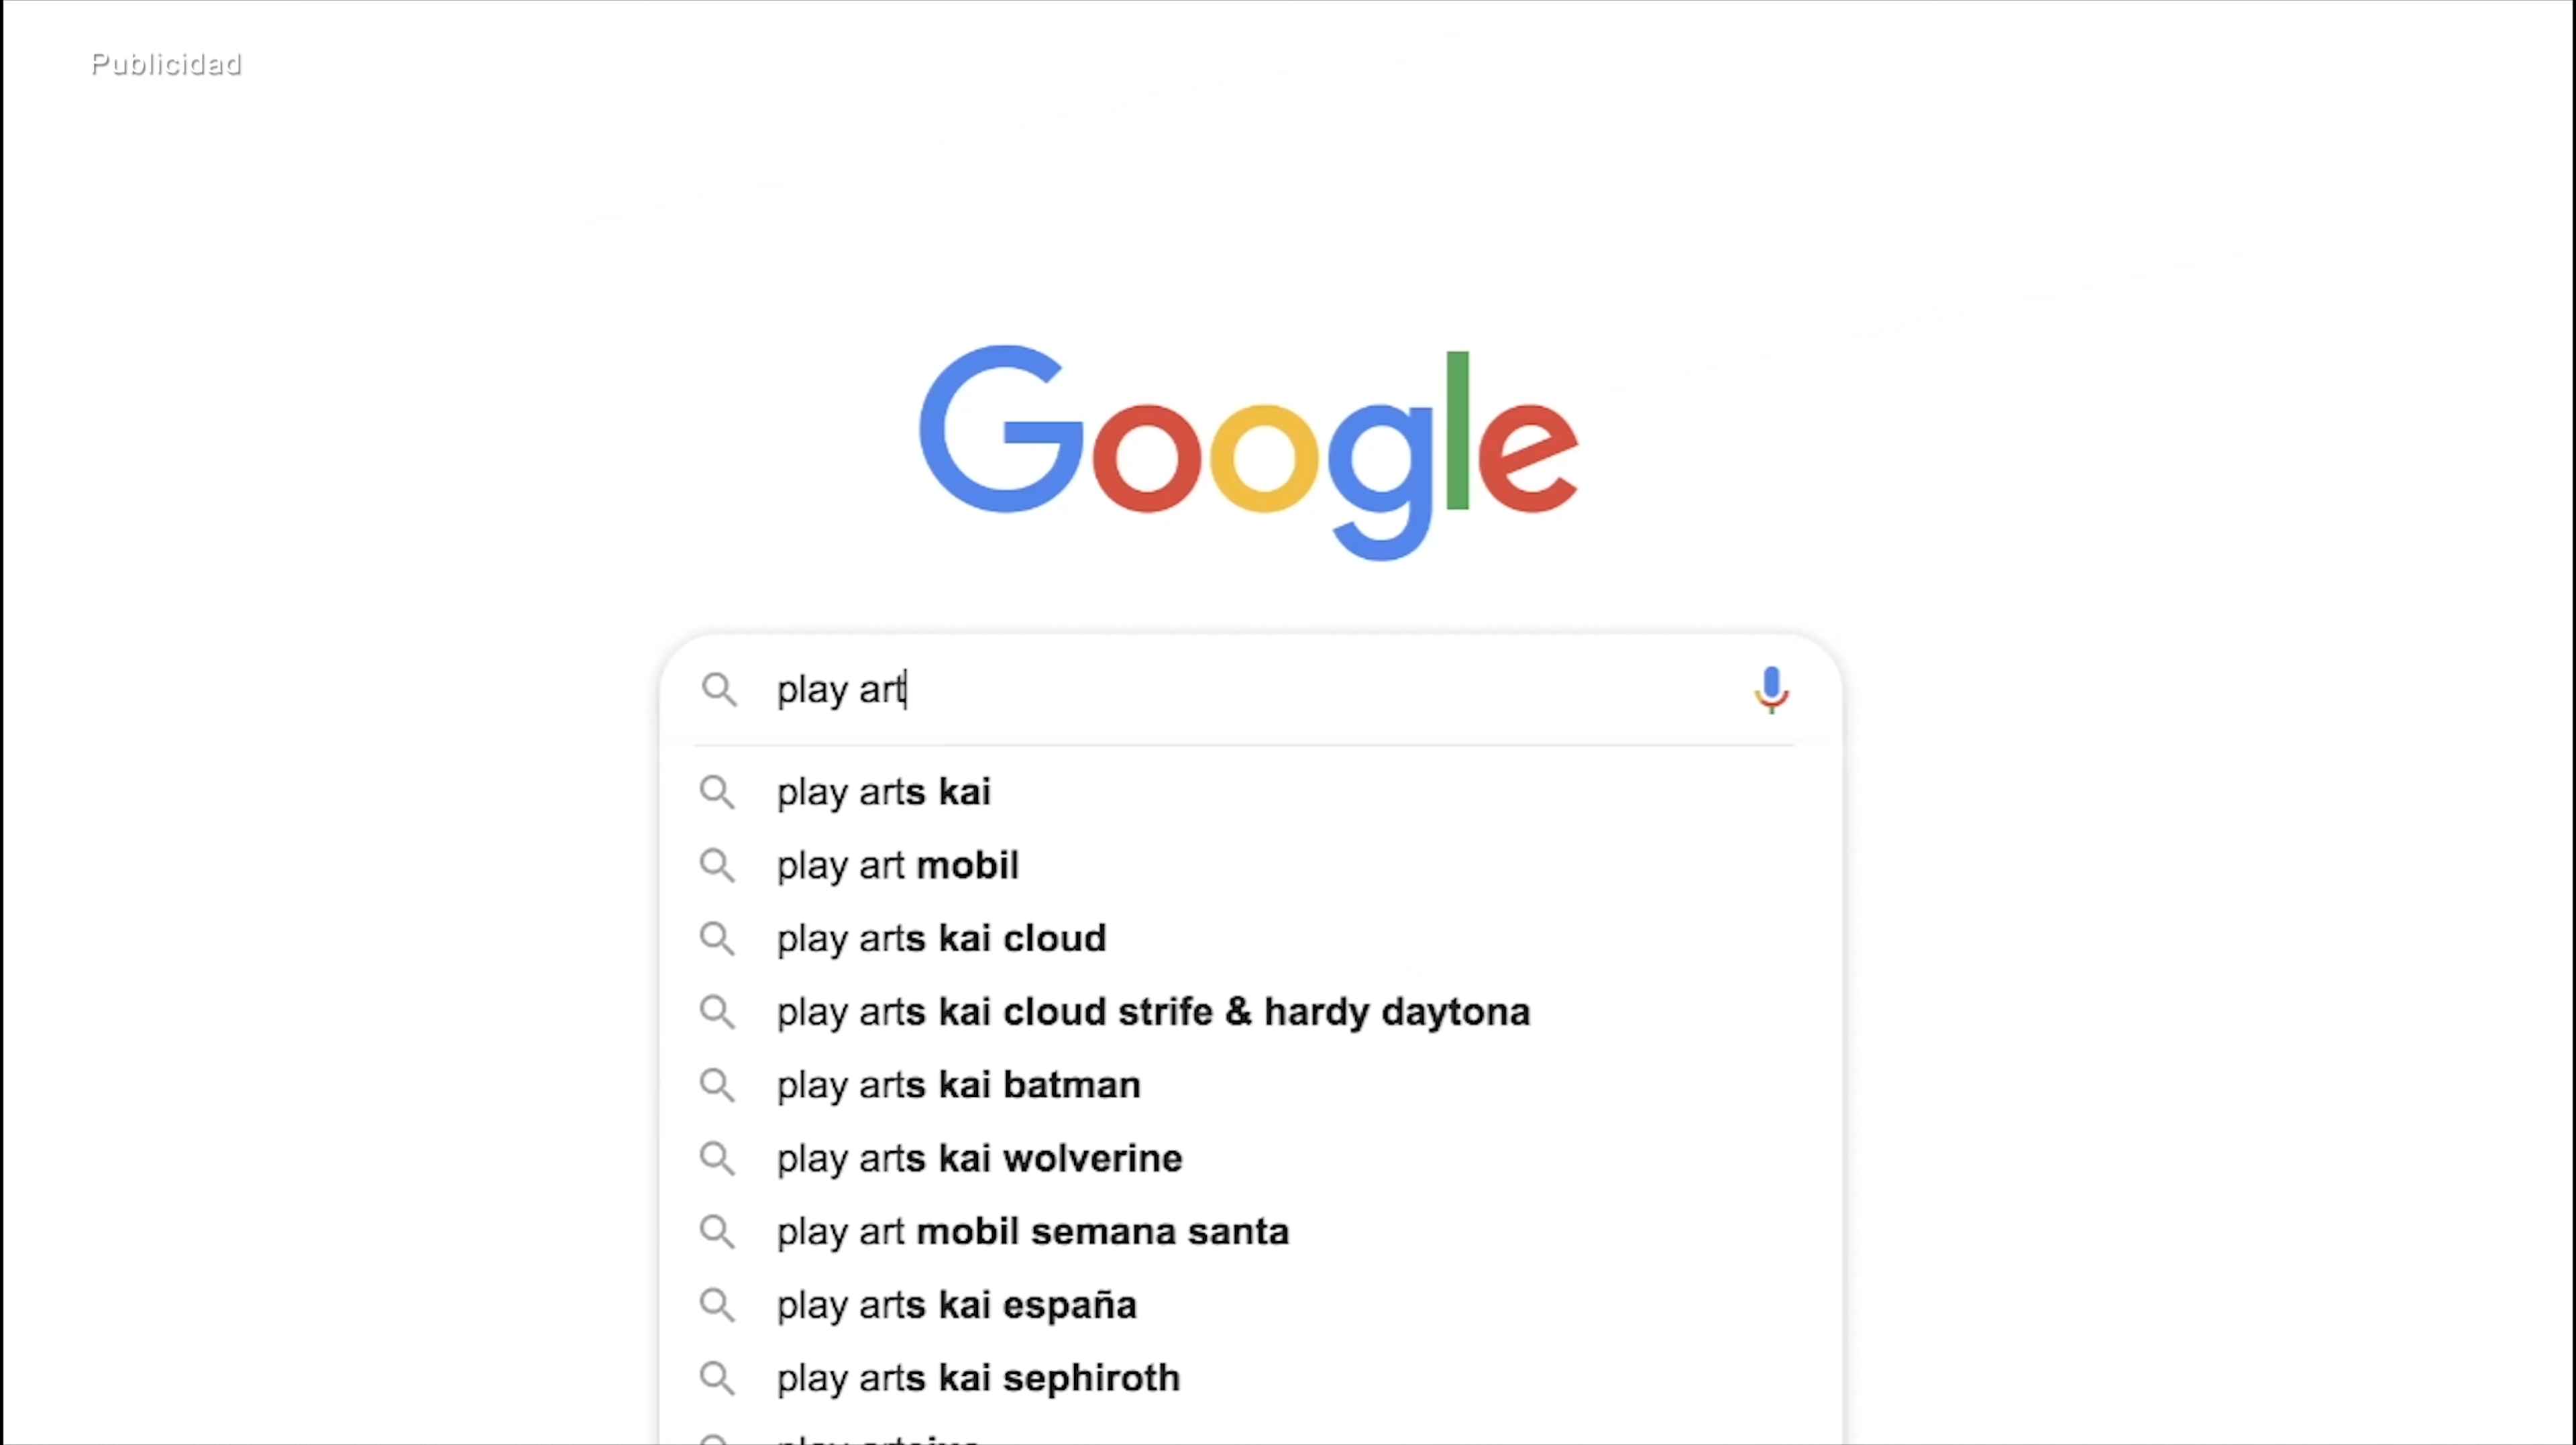 Publicidad
Google
play art
play arts kai
play art mobil
play arts kai cloud
play arts kai cloud strife & hardy daytona
play arts kai batman
play arts kai wolverine
play art mobil semana santa
play arts kai españa
play arts kai sephiroth